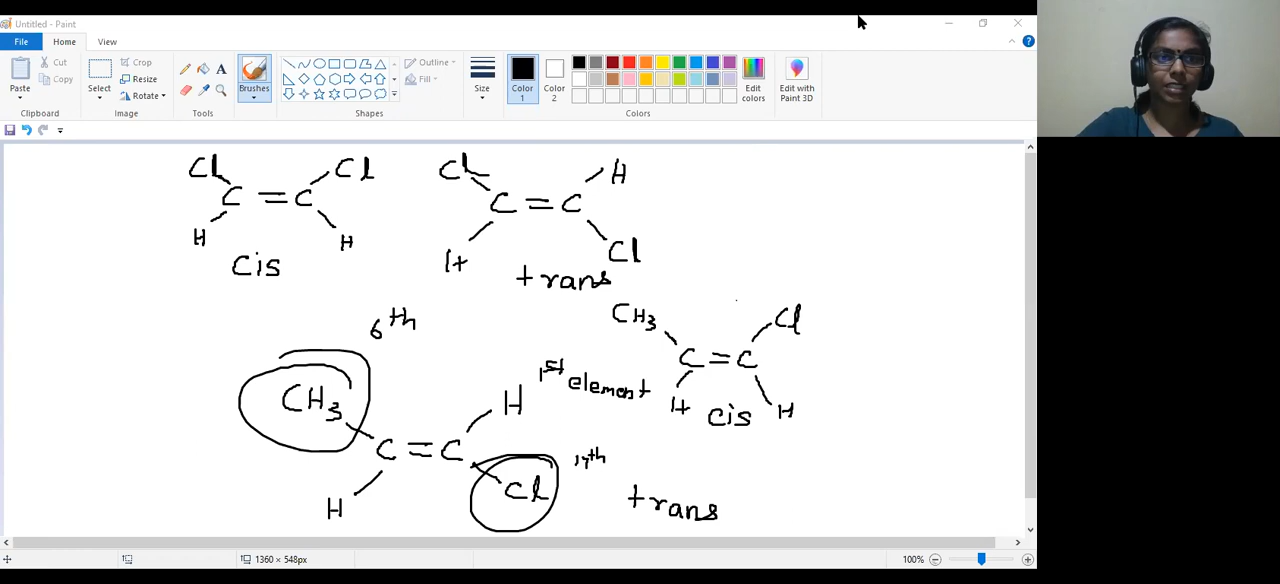 Untitled - Paint
File Home View
Paste
Cut
Copy
Clipboard
Select
Crop
Resize
Rotate
Image
A
Tools
Brushes
Outline
Fill
Shapes
Size
Color 1
Color 2
Edit colors
Colors
Edit with Paint 3D
Cl Cl
C = C
H H
cis
Cl H
C = C
H Cl
trans
6th
CH3 H 1st element
C = C
H Cl 17th
trans
CH3 Cl
C = C
H H
cis
1360 × 548px
100%